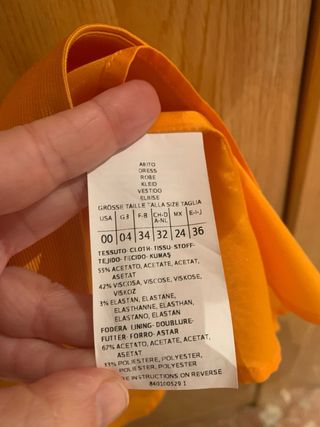 ABITO
DRESS
ROBE
KLEID
VESTIDO
ELBISE
GRÖSSE TAILLE TALLA SIZE TAGLIA
USA GB F-B CH-D A-NL MX E-I-J
00 04 34 32 24 36
TESSUTO-CLOTH-TISSU-STOFF-
TEJIDO-FECIDO-KUMAŞ
55% ACETATO, ACETATE, ACETAT,
ASETAT
42% VISCOSA, VISCOSE, VISKOSE,
VISKOZ
3% ELASTAN, ELASTANE,
ELASTHANNE, ELASTHAN,
ELASTANO, ELASTAN
FODERA-LINING-DOUBLURE-
FUTTER-FORRO-ASTAR
67% ACETATO, ACETATE, ACETAT,
ASETAT
33% POLIESTERE, POLYESTER,
POLIESTER, POLYESTER
INSTRUCTIONS ON REVERSE
840100529 1